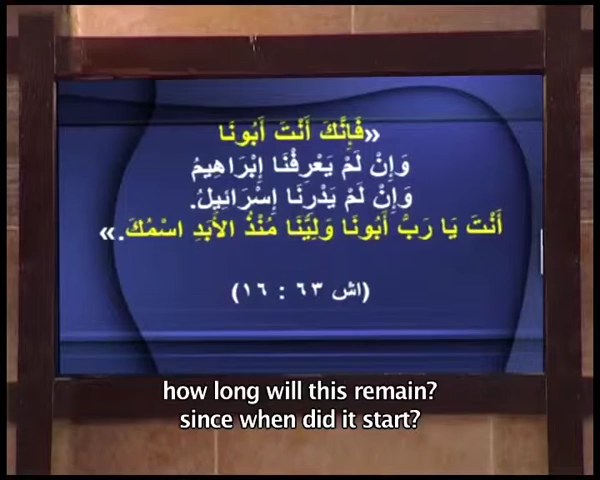 «فَإِنَّكَ أَنْتَ أَبُونَا
وَإِنْ لَمْ يَعْرِفْنَا إِبْرَاهِيمُ
وَإِنْ لَمْ يَدْرِنَا إِسْرَائِيلُ.
أَنْتَ يَا رَبُّ أَبُونَا وَلِيُّنَا مُنْذُ الأَبَدِ اسْمُكَ.»
(اش ٦٣ : ١٦)
how long will this remain?
since when did it start?